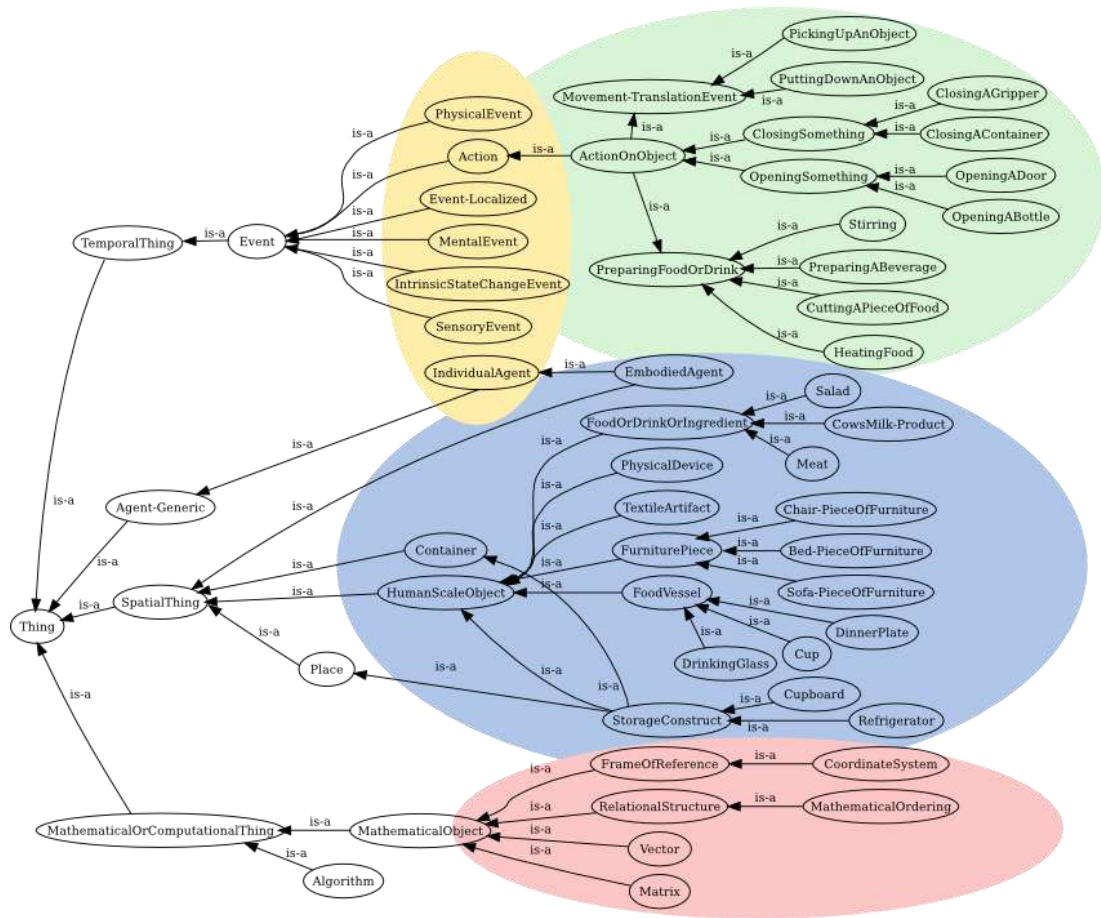 PickingUpAnObject
is-a
PuttingDownAnObject
Movement-TranslationEvent
is-a
ClosingAGripper
PhysicalEvent
is-a
is-a
is-a
ClosingSomething
is-a
ClosingAContainer
Action
is-a
ActionOnObject
is-a
is-a
is-a
OpeningSomething
is-a
OpeningADoor
is-a
Event-Localized
is-a
is-a
OpeningABottle
Stirring
TemporalThing
is-a
Event
is-a
MentalEvent
is-a
is-a
PreparingFoodOrDrink
is-a
PreparingABeverage
is-a
IntrinsicStateChangeEvent
is-a
CuttingAPieceOfFood
SensoryEvent
is-a
HeatingFood
IndividualAgent
is-a
EmbodiedAgent
Salad
is-a
FoodOrDrinkOrIngredient
is-a
CowsMilk-Product
is-a
is-a
is-a
Meat
PhysicalDevice
is-a
is-a
Agent-Generic
TextileArtifact
Chair-PieceOfFurniture
is-a
is-a
is-a
Container
is-a
FurniturePiece
is-a
Bed-PieceOfFurniture
is-a
is-a
is-a
HumanScaleObject
is-a
FoodVessel
Sofa-PieceOfFurniture
is-a
SpatialThing
is-a
is-a
Thing
is-a
is-a
DinnerPlate
Cup
is-a
DrinkingGlass
Place
is-a
is-a
is-a
is-a
Cupboard
is-a
StorageConstruct
is-a
Refrigerator
is-a
FrameOfReference
is-a
CoordinateSystem
RelationalStructure
is-a
MathematicalOrdering
is-a
MathematicalOrComputationalThing
is-a
MathematicalObject
is-a
Vector
is-a
is-a
Algorithm
Matrix